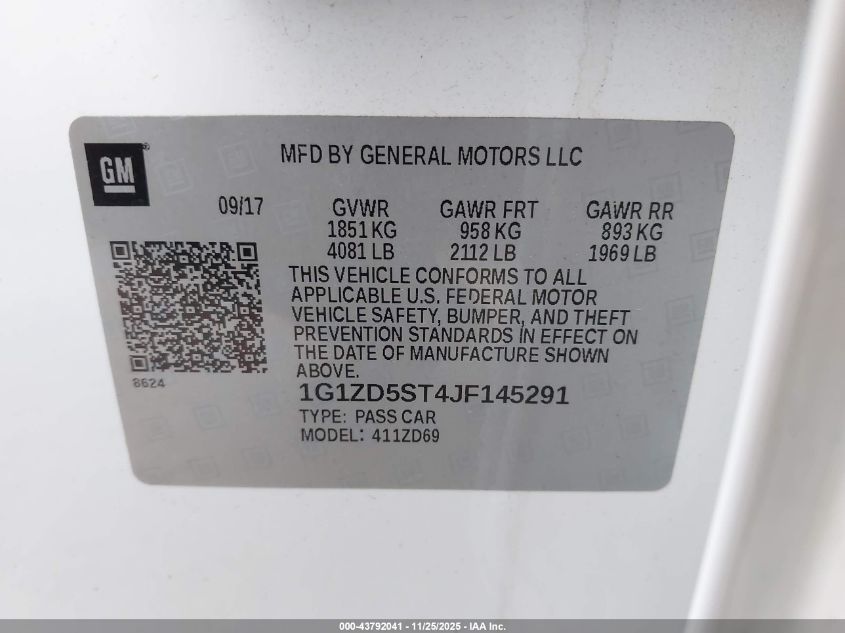 GM
MFD BY GENERAL MOTORS LLC
09/17
GVWR GAWR FRT GAWR RR
1851 KG 958 KG 893 KG
4081 LB 2112 LB 1969 LB
THIS VEHICLE CONFORMS TO ALL
APPLICABLE U.S. FEDERAL MOTOR
VEHICLE SAFETY, BUMPER, AND THEFT
PREVENTION STANDARDS IN EFFECT ON
THE DATE OF MANUFACTURE SHOWN
ABOVE.
8624
1G1ZD5ST4JF145291
TYPE: PASS CAR
MODEL: 411ZD69
000-43792041 - 11/25/2025 - IAA Inc.